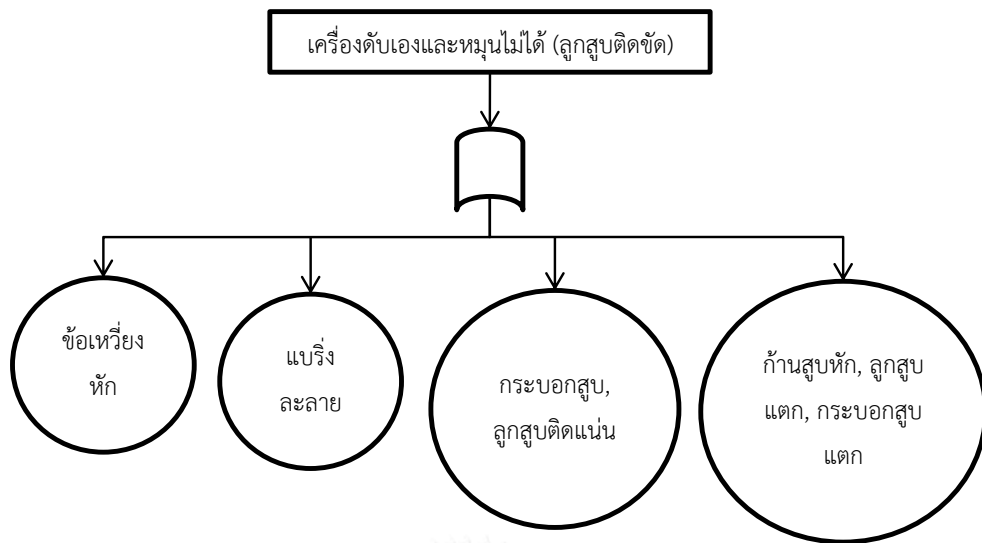 เครื่องดับเองและหมุนไม่ได้ (ลูกสูบติดขัด)
ข้อเหวี่ยง
หัก
แบริ่ง
ละลาย
กระบอกสูบ,
ลูกสูบติดแน่น
ก้านสูบหัก, ลูกสูบ
แตก, กระบอกสูบ
แตก